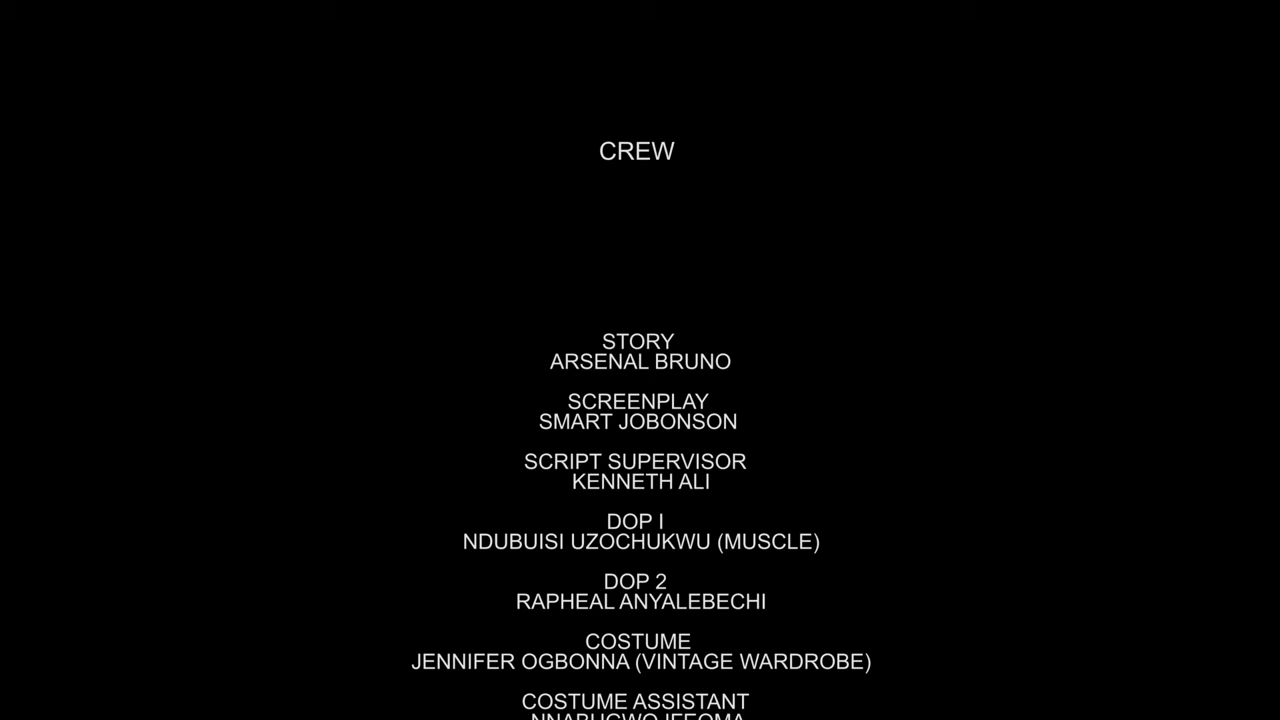 CREW
STORY
ARSENAL BRUNO
SCREENPLAY
SMART JOBONSON
SCRIPT SUPERVISOR
KENNETH ALI
DOP I
NDUBUISI UZOCHUKWU (MUSCLE)
DOP 2
RAPHEAL ANYALEBECHI
COSTUME
JENNIFER OGBONNA (VINTAGE WARDROBE)
COSTUME ASSISTANT